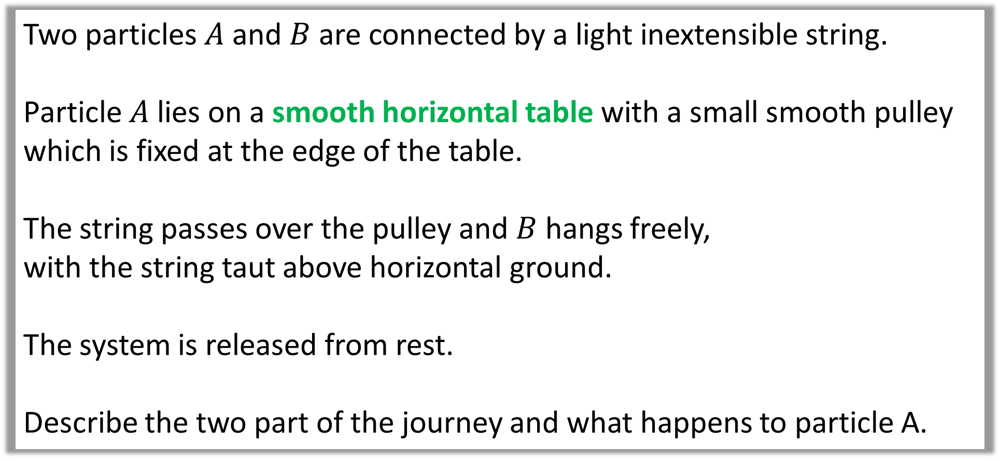 Two particles A and B are connected by a light inextensible string.
Particle A lies on a smooth horizontal table with a small smooth pulley
which is fixed at the edge of the table.
The string passes over the pulley and B hangs freely,
with the string taut above horizontal ground.
The system is released from rest.
Describe the two part of the journey and what happens to particle A.